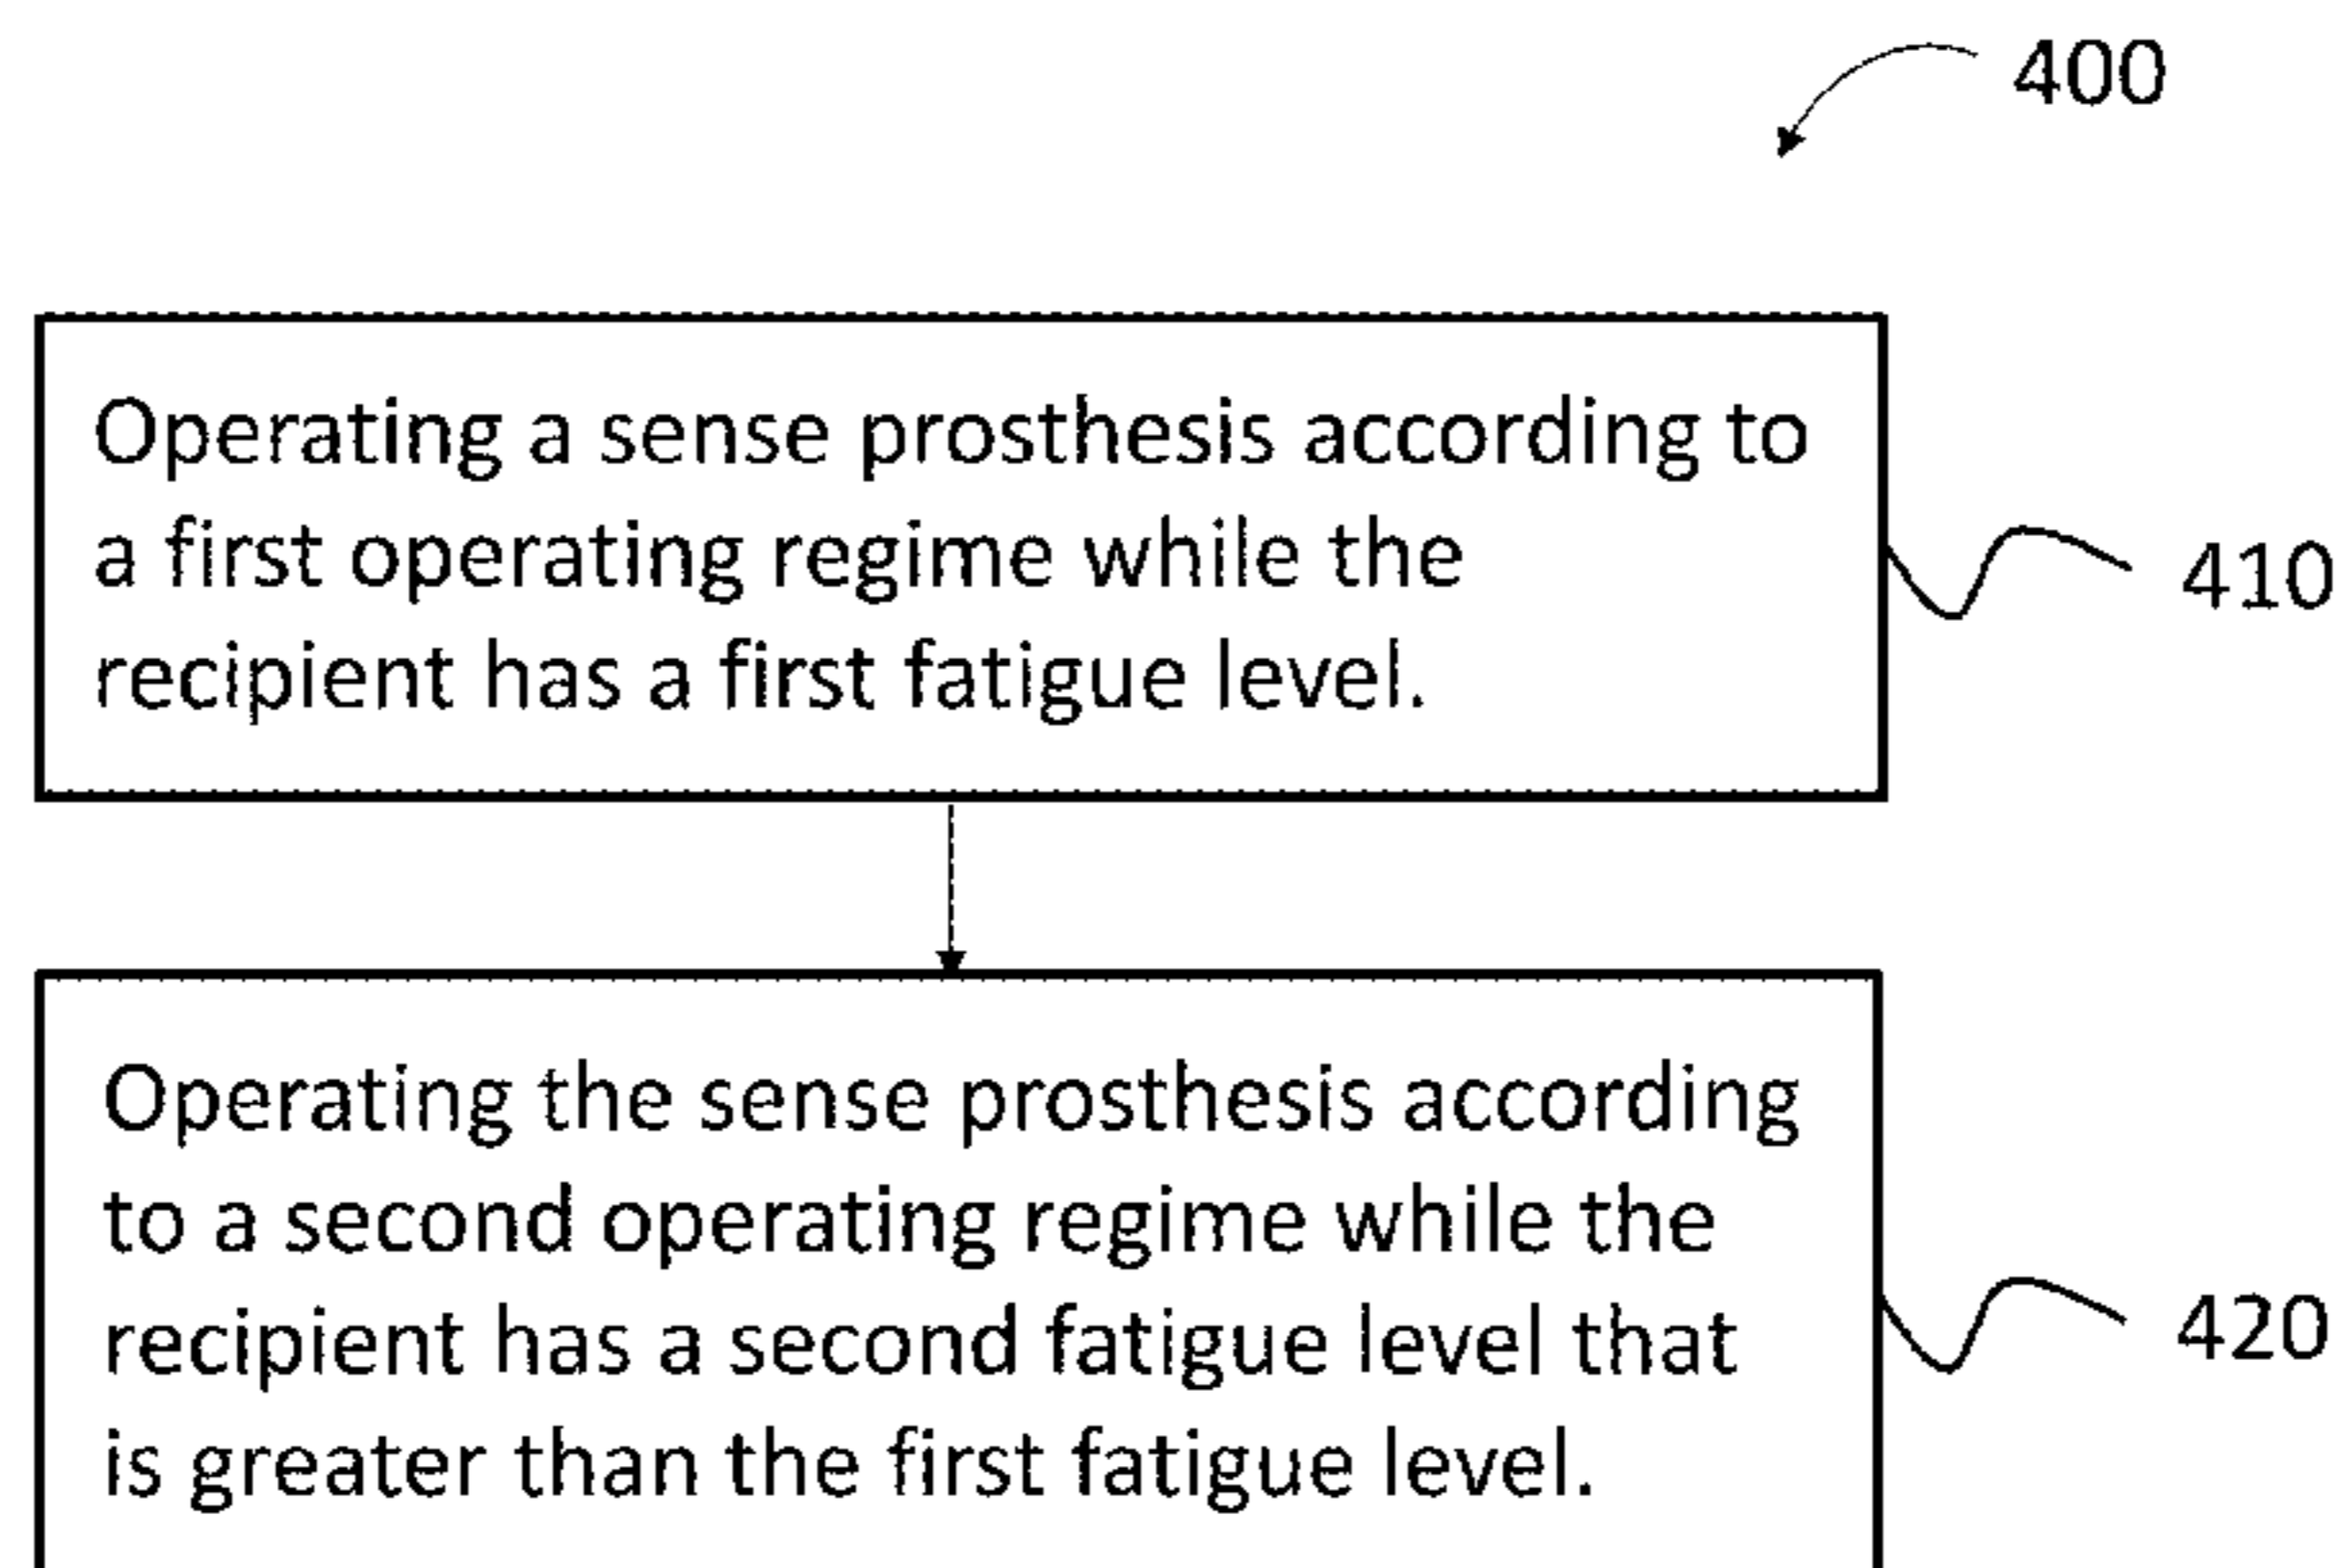 400
Operating a sense prosthesis according to
a first operating regime while the
recipient has a first fatigue level.
410
Operating the sense prosthesis according
to a second operating regime while the
recipient has a second fatigue level that
is greater than the first fatigue level.
420